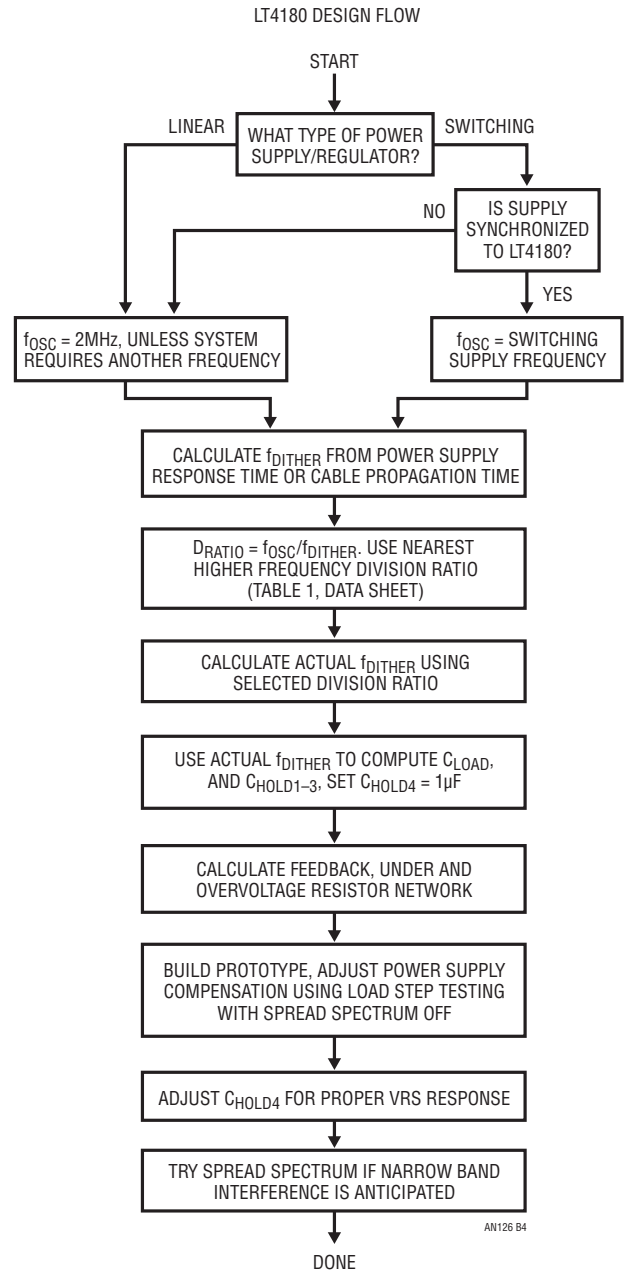 LT4180 DESIGN FLOW
START
LINEAR
WHAT TYPE OF POWER
SUPPLY/REGULATOR?
SWITCHING
NO
IS SUPPLY
SYNCHRONIZED
TO LT4180?
YES
fOSC = 2MHz, UNLESS SYSTEM
REQUIRES ANOTHER FREQUENCY
fOSC = SWITCHING
SUPPLY FREQUENCY
CALCULATE fDITHER FROM POWER SUPPLY
RESPONSE TIME OR CABLE PROPAGATION TIME
DRATIO = fOSC/fDITHER. USE NEAREST
HIGHER FREQUENCY DIVISION RATIO
(TABLE 1, DATA SHEET)
CALCULATE ACTUAL fDITHER USING
SELECTED DIVISION RATIO
USE ACTUAL fDITHER TO COMPUTE CLOAD,
AND CHOLD1–3, SET CHOLD4 = 1µF
CALCULATE FEEDBACK, UNDER AND
OVERVOLTAGE RESISTOR NETWORK
BUILD PROTOTYPE, ADJUST POWER SUPPLY
COMPENSATION USING LOAD STEP TESTING
WITH SPREAD SPECTRUM OFF
ADJUST CHOLD4 FOR PROPER VRS RESPONSE
TRY SPREAD SPECTRUM IF NARROW BAND
INTERFERENCE IS ANTICIPATED
AN126 B4
DONE